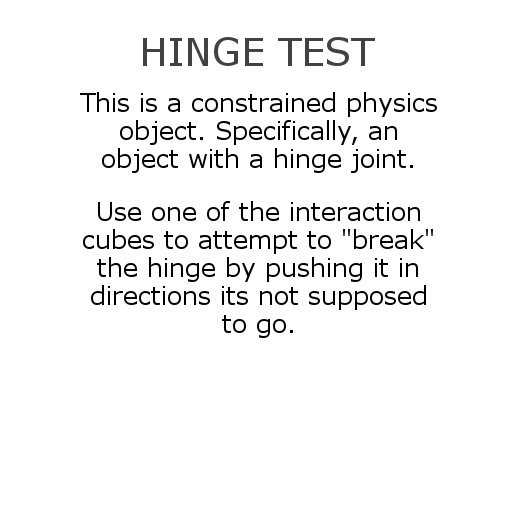 HINGE TEST
This is a constrained physics
object. Specifically, an
object with a hinge joint.
Use one of the interaction
cubes to attempt to "break"
the hinge by pushing it in
directions its not supposed
to go.